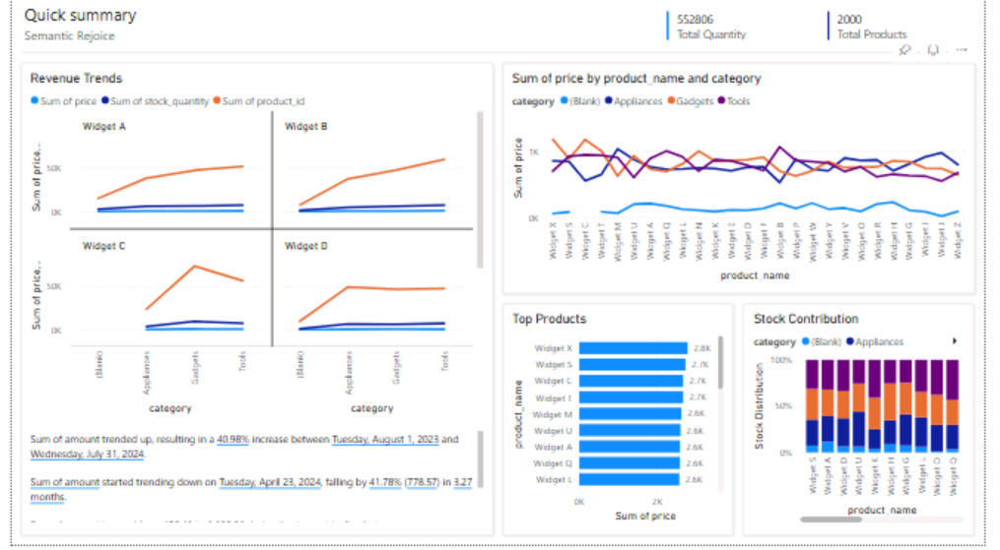 Quick summary
Semantic Rejoice
552806
Total Quantity
2000
Total Products
Revenue Trends
Sum of price Sum of stock_quantity Sum of product_id
Widget A
Widget B
Sum of price,...
50K
0K
Widget C
Widget D
Sum of price,...
50K
0K
(Blank)
Appliances
Gadgets
Tools
(Blank)
Appliances
Gadgets
Tools
category
category
Sum of amount trended up, resulting in a 40.98% increase between Tuesday, August 1, 2023 and
Wednesday, July 31, 2024.
Sum of amount started trending down on Tuesday, April 23, 2024, falling by 41.78% (778.57) in 3.27
months.
Sum of price by product_name and category
category (Blank) Appliances Gadgets Tools
Sum of price
1K
0K
Widget X
Widget S
Widget C
Widget T
Widget M
Widget U
Widget A
Widget Q
Widget L
Widget N
Widget K
Widget E
Widget D
Widget F
Widget B
Widget P
Widget W
Widget Y
Widget V
Widget O
Widget R
Widget H
Widget G
Widget I
Widget J
Widget Z
product_name
Top Products
product_name
Widget X 2.8K
Widget S 2.7K
Widget C 2.7K
Widget T 2.7K
Widget M 2.6K
Widget U 2.6K
Widget A 2.6K
Widget Q 2.6K
Widget L 2.6K
0K
2K
Sum of price
Stock Contribution
category (Blank) Appliances
Stock Distribution
100%
50%
0%
Widget S
Widget A
Widget D
Widget U
Widget K
Widget H
Widget G
Widget L
Widget O
Widget Q
product_name